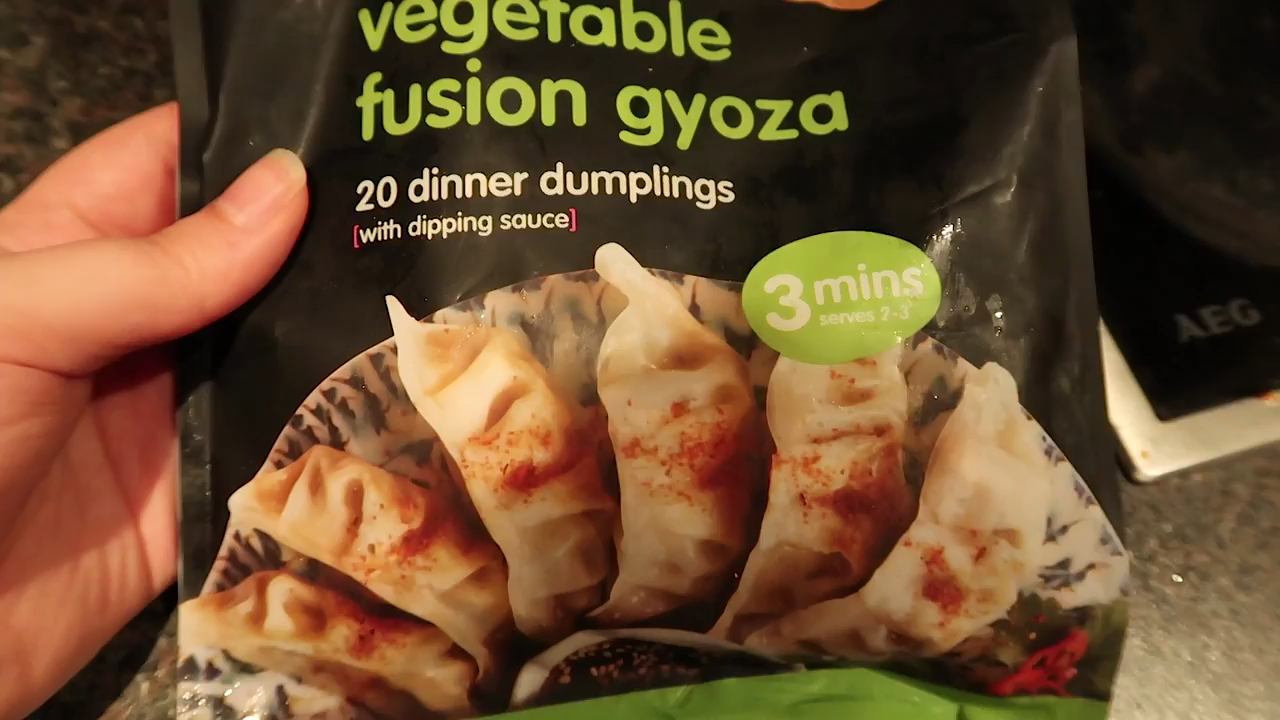 vegetable
fusion gyoza
20 dinner dumplings
[with dipping sauce]
3 mins
serves 2-3
AEG